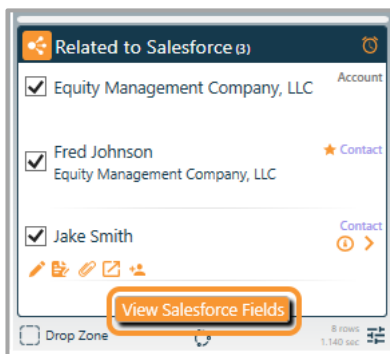 Related to Salesforce (3)
Equity Management Company, LLC Account
Fred Johnson Contact
Equity Management Company, LLC
Jake Smith Contact
View Salesforce Fields
Drop Zone 8 rows
1.140 sec